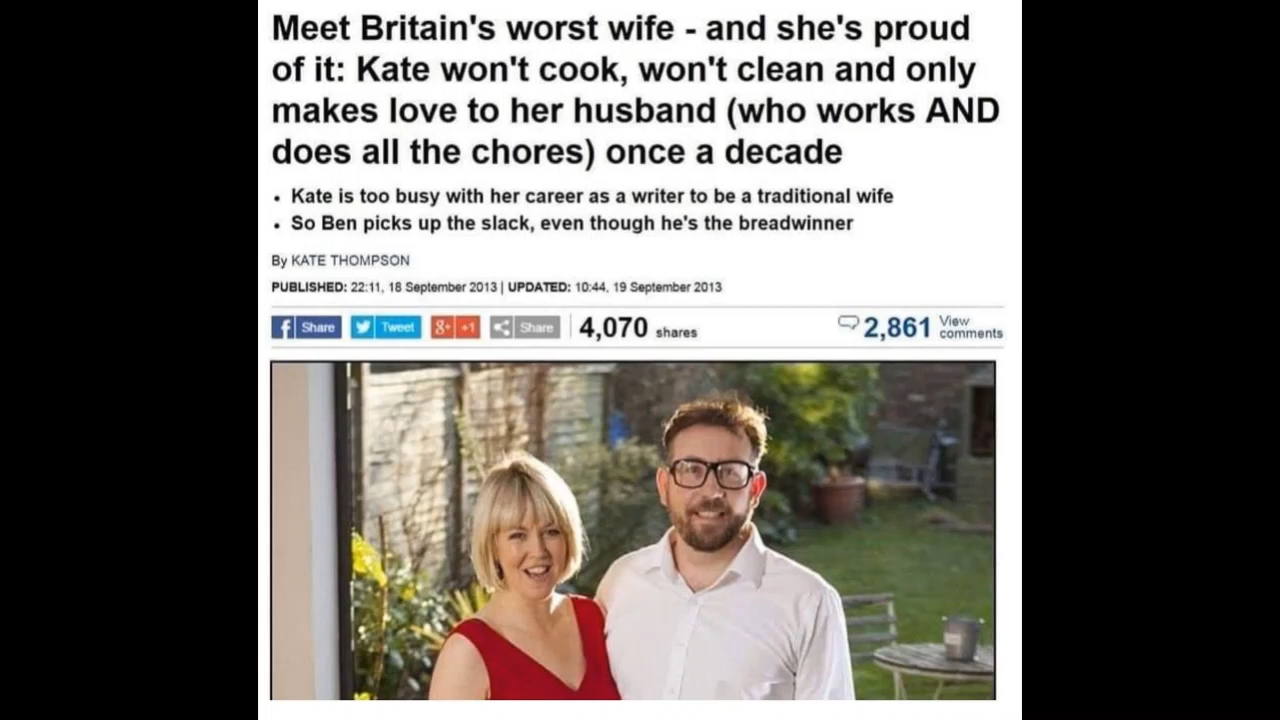 Meet Britain's worst wife - and she's proud
of it: Kate won't cook, won't clean and only
makes love to her husband (who works AND
does all the chores) once a decade
• Kate is too busy with her career as a writer to be a traditional wife
• So Ben picks up the slack, even though he's the breadwinner
By KATE THOMPSON
PUBLISHED: 22:11, 18 September 2013 | UPDATED: 10:44, 19 September 2013
f Share Tweet 8+ +1 Share 4,070 shares 2,861 View
comments